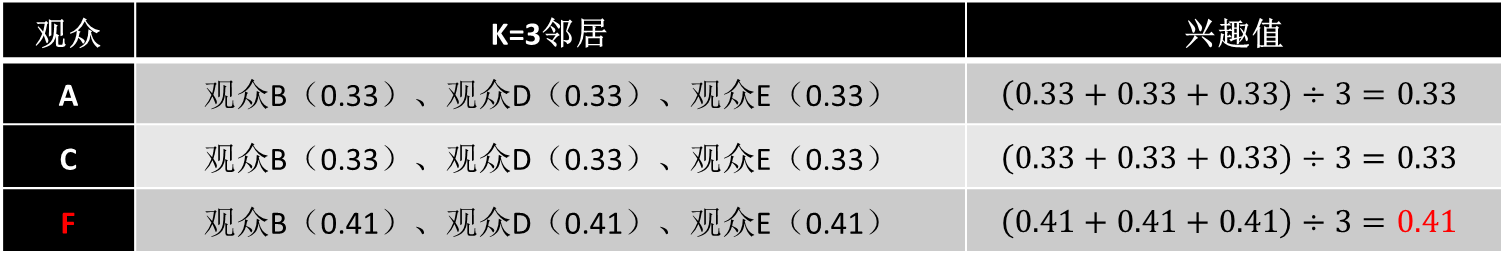 观众 K=3邻居 兴趣值
A 观众B（0.33）、观众D（0.33）、观众E（0.33） (0.33 + 0.33 + 0.33) ÷ 3 = 0.33
C 观众B（0.33）、观众D（0.33）、观众E（0.33） (0.33 + 0.33 + 0.33) ÷ 3 = 0.33
F 观众B（0.41）、观众D（0.41）、观众E（0.41） (0.41 + 0.41 + 0.41) ÷ 3 = 0.41